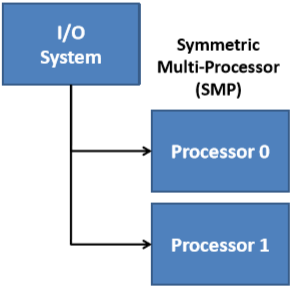 I/O
System
Symmetric
Multi-Processor
(SMP)
Processor 0
Processor 1